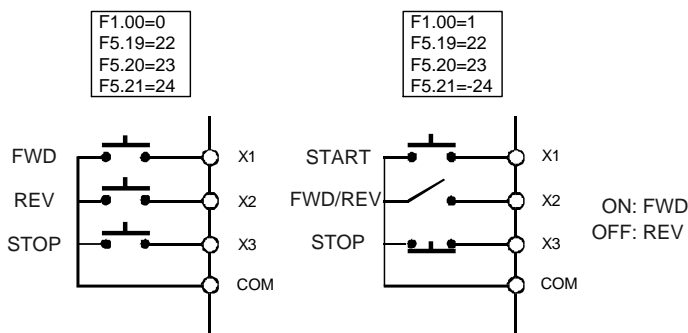 F1.00=0
F5.19=22
F5.20=23
F5.21=24
FWD
X1
REV
X2
STOP
X3
COM
F1.00=1
F5.19=22
F5.20=23
F5.21=-24
START
X1
FWD/REV
X2
STOP
X3
COM
ON: FWD
OFF: REV